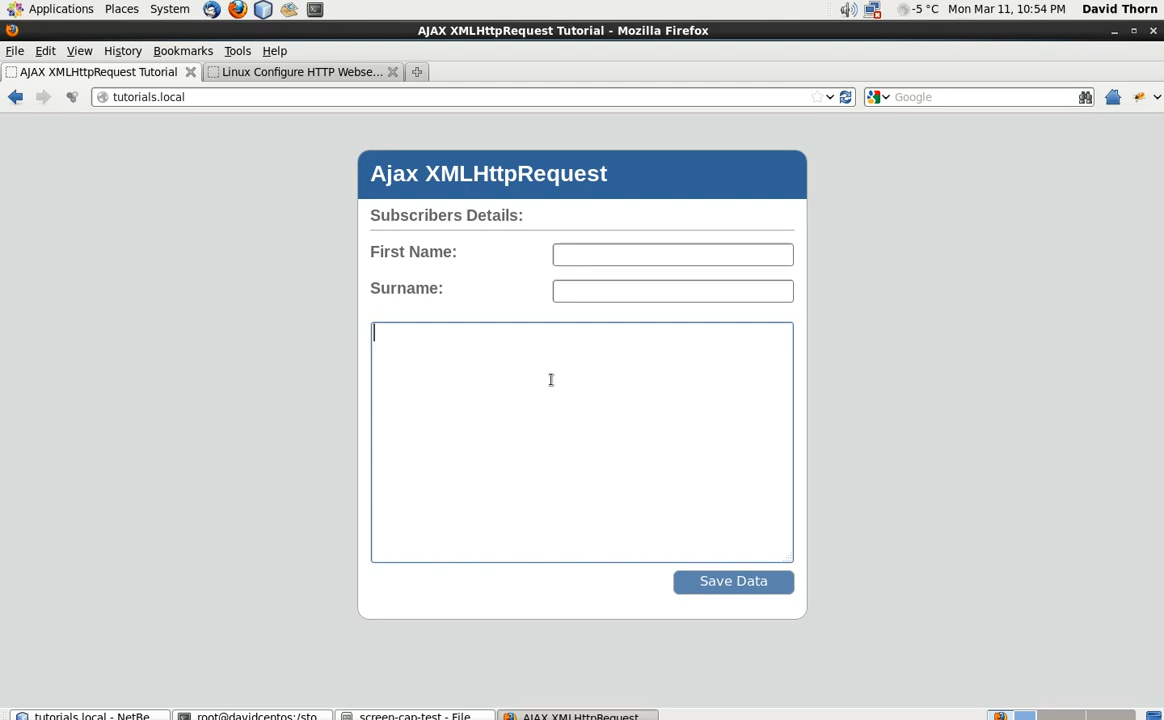 Applications Places System -5 °C Mon Mar 11, 10:54 PM David Thorn
AJAX XMLHttpRequest Tutorial - Mozilla Firefox
File Edit View History Bookmarks Tools Help
AJAX XMLHttpRequest Tutorial Linux Configure HTTP Webse...
tutorials.local Google
Ajax XMLHttpRequest
Subscribers Details:
First Name:
Surname:
Save Data
tutorials.local - NetBe... root@davidcentos:/sto... screen-cap-test - File ... AJAX XMLHttpRequest ...